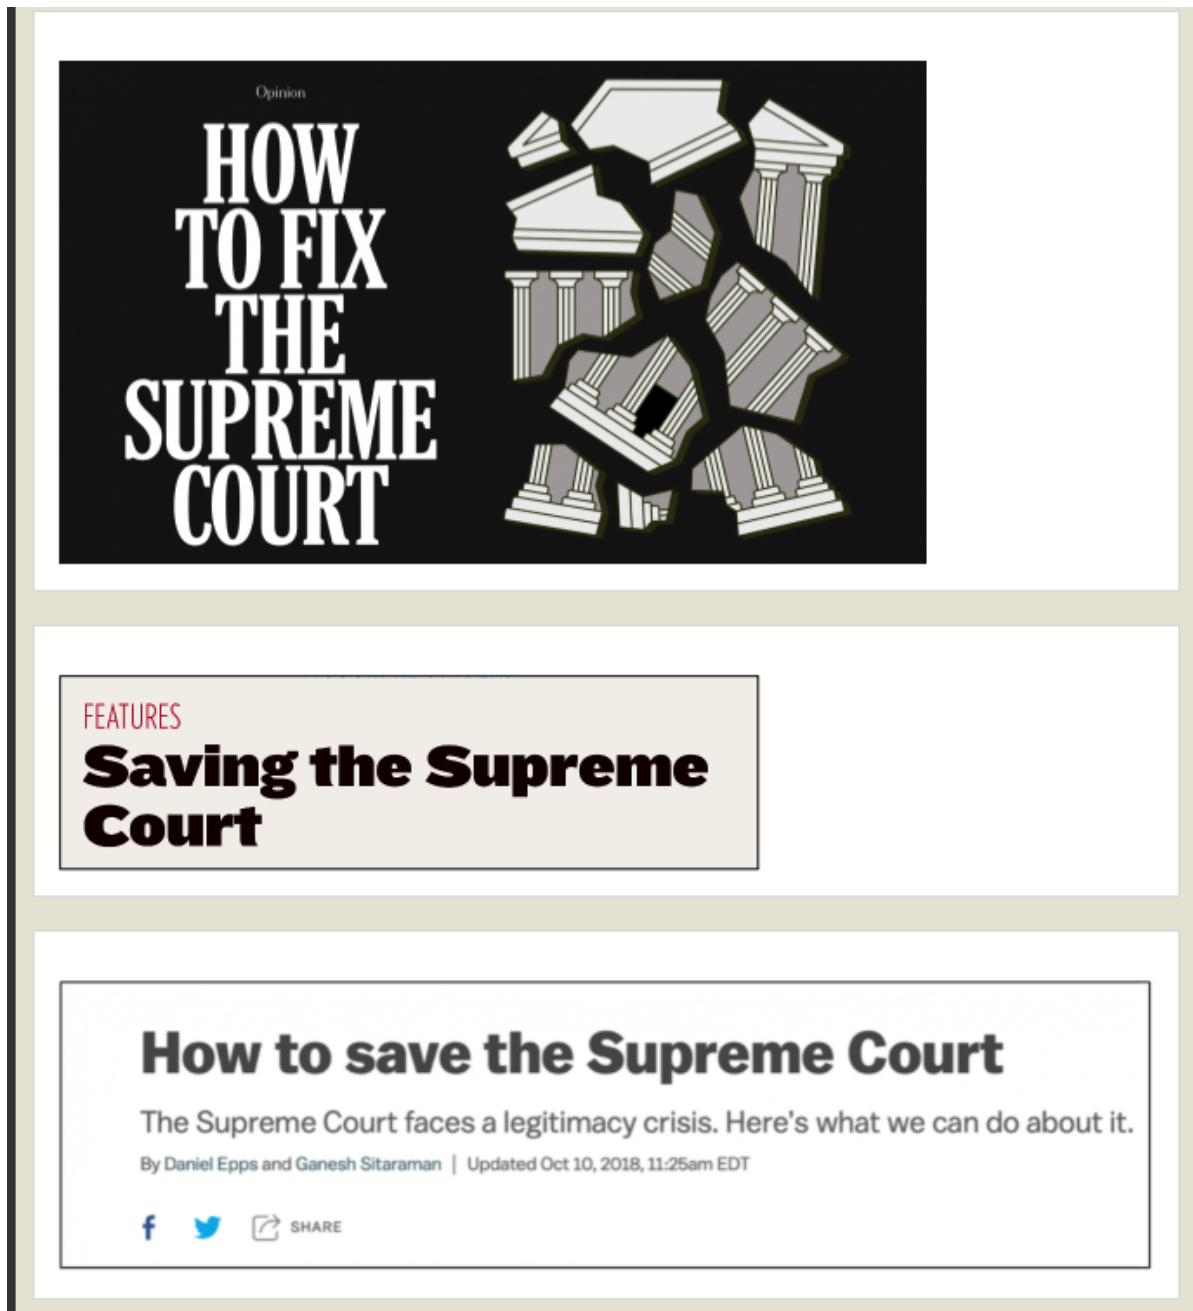 Opinion
HOW
TO FIX
THE
SUPREME
COURT
FEATURES
Saving the Supreme
Court
How to save the Supreme Court
The Supreme Court faces a legitimacy crisis. Here's what we can do about it.
By Daniel Epps and Ganesh Sitaraman | Updated Oct 10, 2018, 11:25am EDT
f SHARE